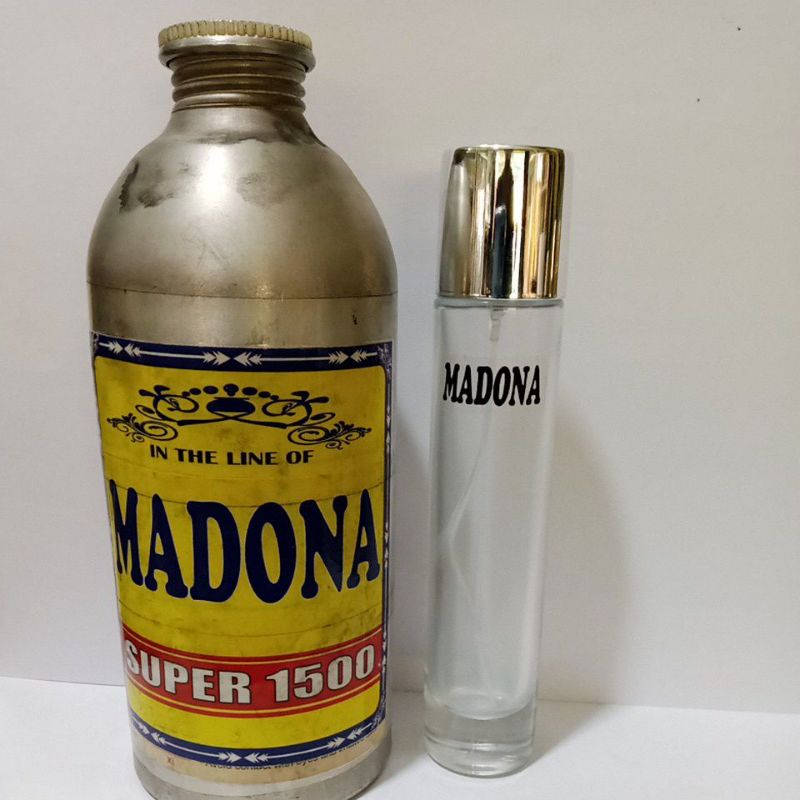 IN THE LINE OF
MADONA
SUPER 1500
MADONA